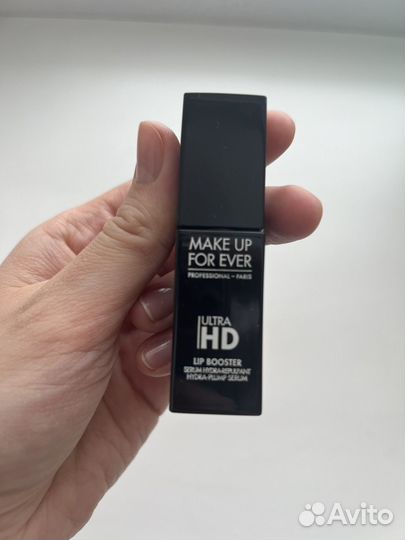 MAKE UP
FOR EVER
PROFESSIONAL – PARIS
ULTRA
HD
LIP BOOSTER
SERUM HYDRA-REPULPANT
HYDRA-PLUMP SERUM
Avito